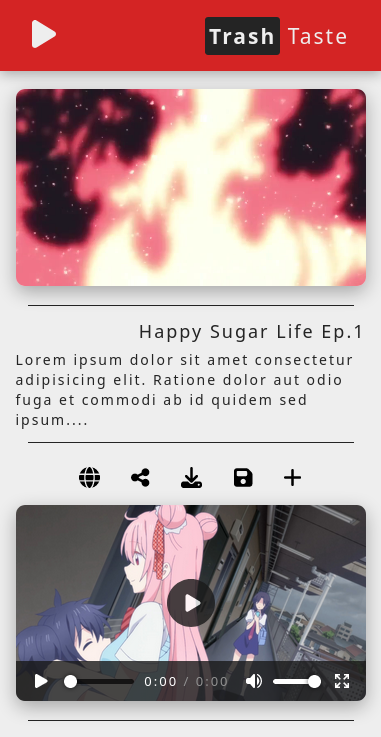 Trash Taste
Happy Sugar Life Ep.1
Lorem ipsum dolor sit amet consectetur
adipisicing elit. Ratione dolor aut odio
fuga et commodi ab id quidem sed
ipsum....
0:00 / 0:00